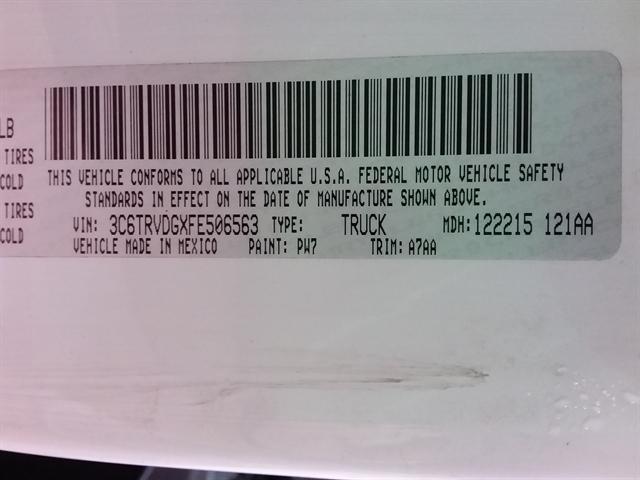 LB
TIRES
COLD
TIRES
COLD
THIS VEHICLE CONFORMS TO ALL APPLICABLE U.S.A. FEDERAL MOTOR VEHICLE SAFETY
STANDARDS IN EFFECT ON THE DATE OF MANUFACTURE SHOWN ABOVE.
VIN: 3C6TRVDGXFE506563 TYPE: TRUCK MDH: 122215 121AA
VEHICLE MADE IN MEXICO PAINT: PW7 TRIM: A7AA